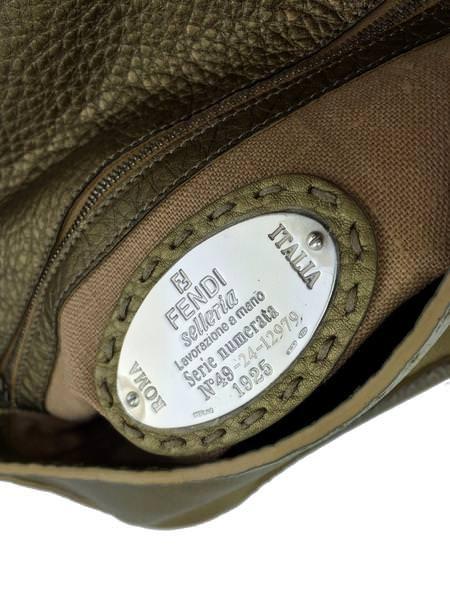 FENDI
selleria
Lavorazione a mano
Serie numerata
N°49-24-12979,
1925
ROMA
ITALIA